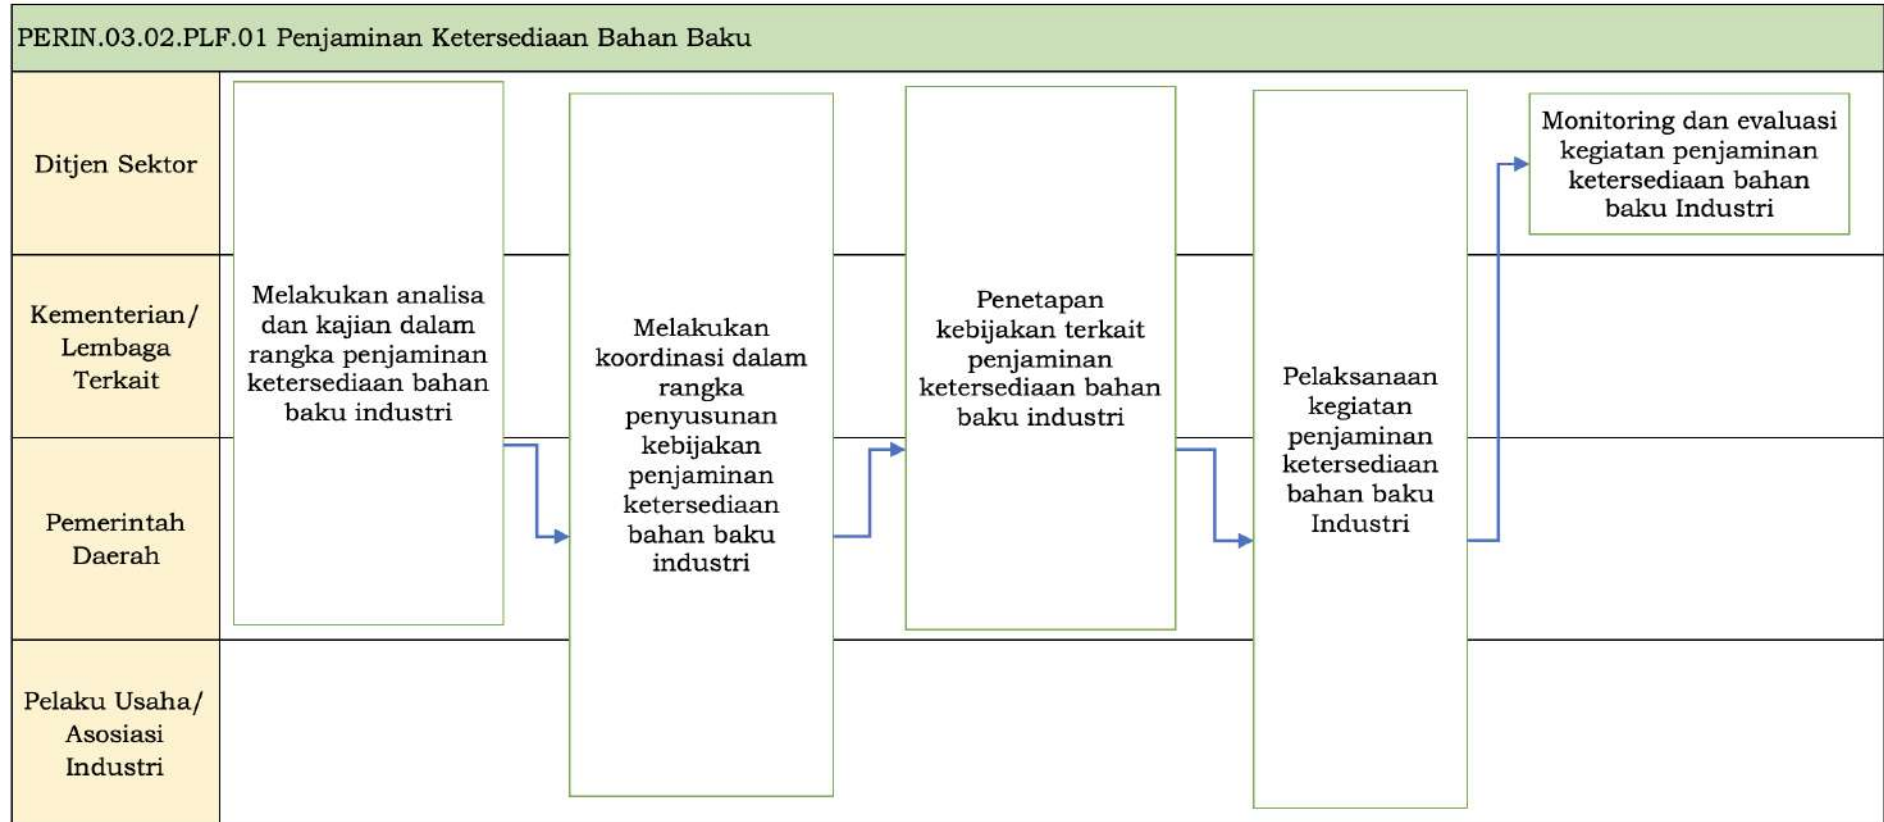 PERIN.03.02.PLF.01 Penjaminan Ketersediaan Bahan Baku
Ditjen Sektor
Kementerian/
Lembaga
Terkait
Pemerintah
Daerah
Pelaku Usaha/
Asosiasi
Industri
Melakukan analisa
dan kajian dalam
rangka penjaminan
ketersediaan bahan
baku industri
Melakukan
koordinasi dalam
rangka
penyusunan
kebijakan
penjaminan
ketersediaan
bahan baku
industri
Penetapan
kebijakan terkait
penjaminan
ketersediaan bahan
baku industri
Pelaksanaan
kegiatan
penjaminan
ketersediaan
bahan baku
Industri
Monitoring dan evaluasi
kegiatan penjaminan
ketersediaan bahan
baku Industri